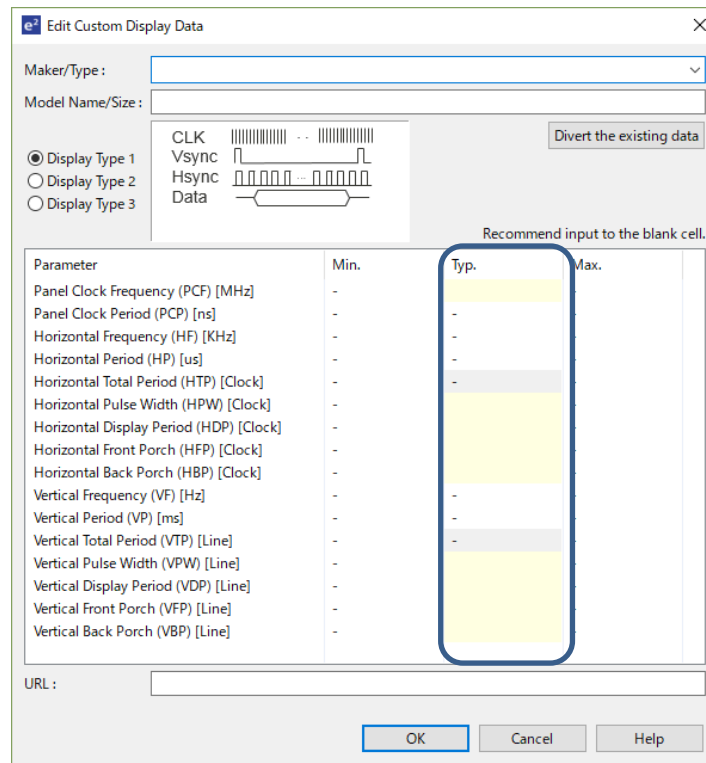 e² Edit Custom Display Data
Maker/Type :
Model Name/Size :
Display Type 1
Display Type 2
Display Type 3
CLK
Vsync
Hsync
Data
Divert the existing data
Recommend input to the blank cell.
Parameter Min. Typ. Max.
Panel Clock Frequency (PCF) [MHz] -
Panel Clock Period (PCP) [ns] - -
Horizontal Frequency (HF) [KHz] - -
Horizontal Period (HP) [us] - -
Horizontal Total Period (HTP) [Clock] - -
Horizontal Pulse Width (HPW) [Clock] -
Horizontal Display Period (HDP) [Clock] -
Horizontal Front Porch (HFP) [Clock] -
Horizontal Back Porch (HBP) [Clock] -
Vertical Frequency (VF) [Hz] - -
Vertical Period (VP) [ms] - -
Vertical Total Period (VTP) [Line] - -
Vertical Pulse Width (VPW) [Line] -
Vertical Display Period (VDP) [Line] -
Vertical Front Porch (VFP) [Line] -
Vertical Back Porch (VBP) [Line] -
URL :
OK Cancel Help